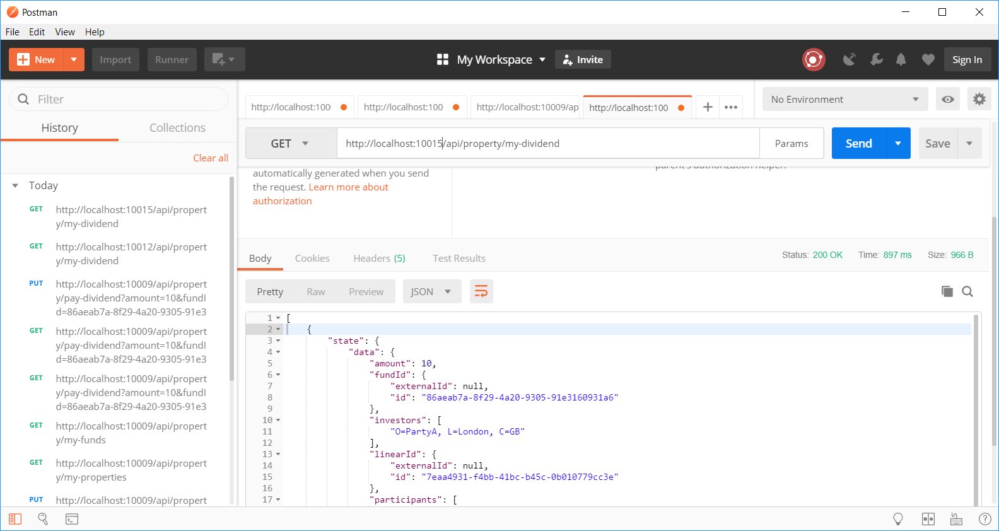 Postman
File Edit View Help
New Import Runner My Workspace Invite Sign In
Filter
History Collections
Clear all
Today
GET http://localhost:10015/api/propert
y/my-dividend
GET http://localhost:10012/api/propert
y/my-dividend
PUT http://localhost:10009/api/propert
y/pay-dividend?amount=10&fundI
d=86aeab7a-8f29-4a20-9305-91e3
GET http://localhost:10009/api/propert
y/pay-dividend?amount=10&fundI
d=86aeab7a-8f29-4a20-9305-91e3
GET http://localhost:10009/api/propert
y/pay-dividend?amount=10&fundI
d=86aeab7a-8f29-4a20-9305-91e3
GET http://localhost:10009/api/propert
y/my-funds
GET http://localhost:10009/api/propert
y/my-properties
PUT http://localhost:10009/api/propert
http://localhost:100 http://localhost:100 http://localhost:10009/ap http://localhost:100
No Environment
GET http://localhost:10015/api/property/my-dividend Params Send Save
automatically generated when you send
the request. Learn more about
authorization
parent's authorization helper.
Body Cookies Headers (5) Test Results
Status: 200 OK Time: 897 ms Size: 966 B
Pretty Raw Preview JSON
1 [
2 {
3 "state": {
4 "data": {
5 "amount": 10,
6 "fundId": {
7 "externalId": null,
8 "id": "86aeab7a-8f29-4a20-9305-91e3160931a6"
9 },
10 "investors": [
11 "O=PartyA, L=London, C=GB"
12 ],
13 "linearId": {
14 "externalId": null,
15 "id": "7eaa4931-f4bb-41bc-b45c-0b010779cc3e"
16 },
17 "participants": [